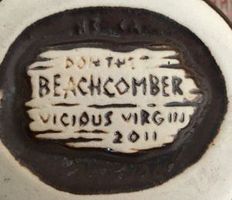 DON THE
BEACHCOMBER
VICIOUS VIRGIN
2011